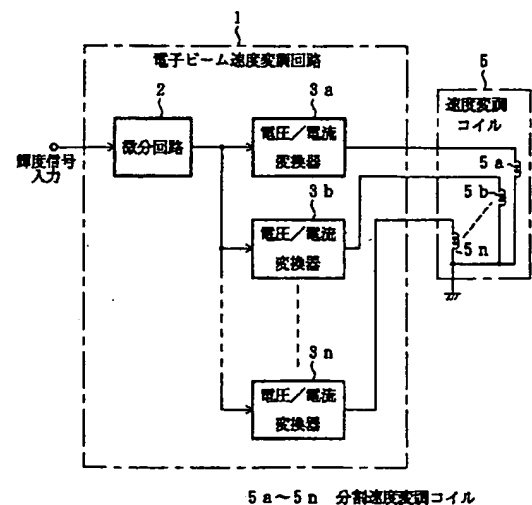 1
電子ビーム速度変調回路
2
微分回路
輝度信号
入力
3a
電圧／電流
変換器
3b
電圧／電流
変換器
3n
電圧／電流
変換器
5
速度変調
コイル
5a
5b
5n
5a～5n 分割速度変調コイル